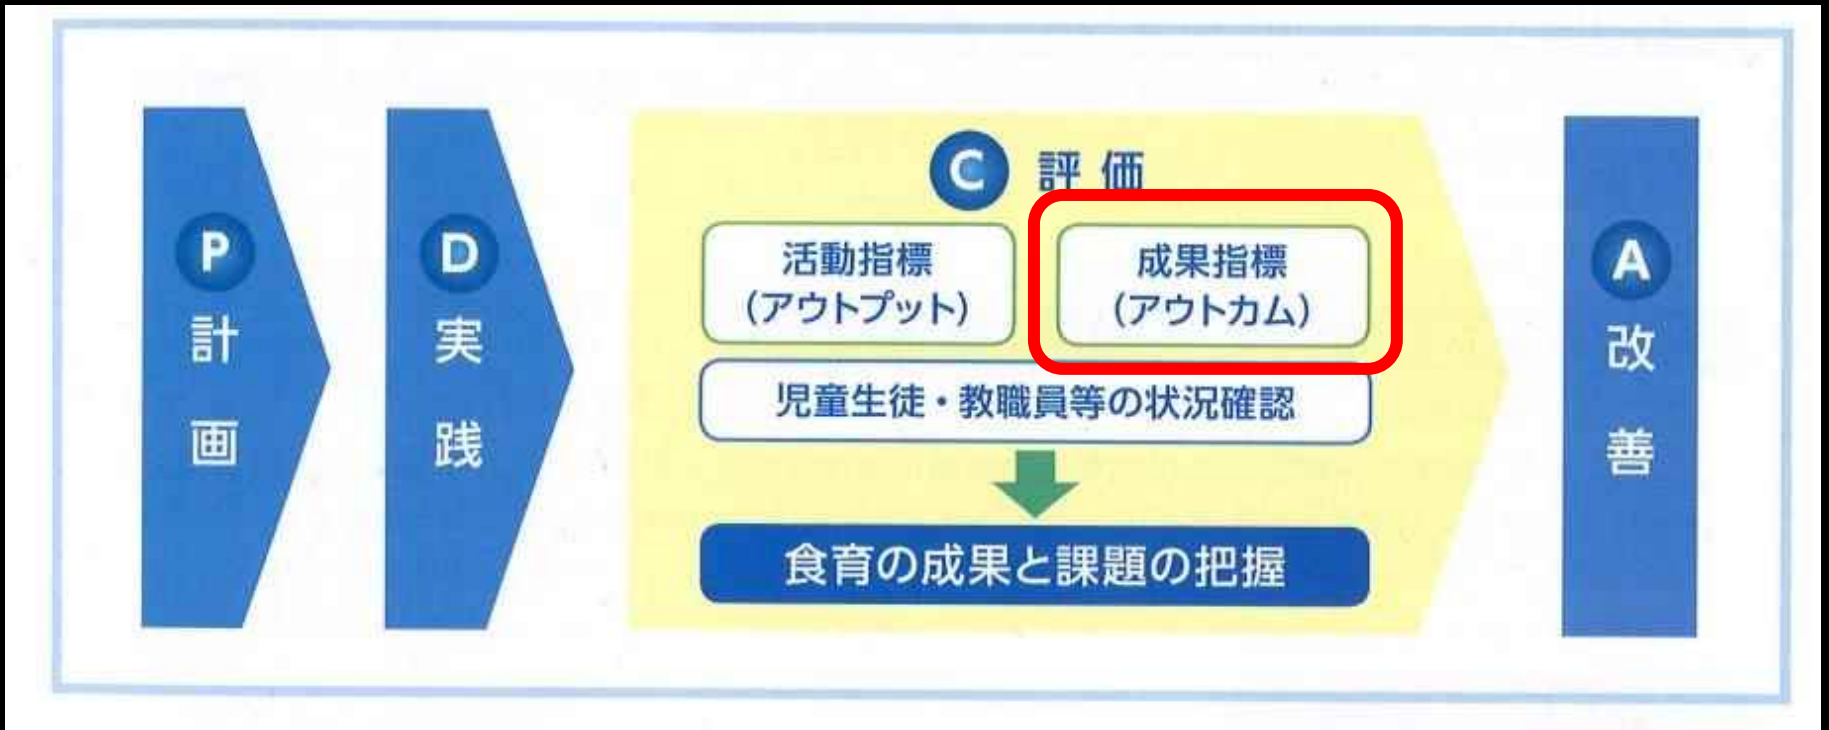 P
計
画
D
実
践
C 評価
活動指標
(アウトプット)
成果指標
(アウトカム)
児童生徒・教職員等の状況確認
食育の成果と課題の把握
A
改
善